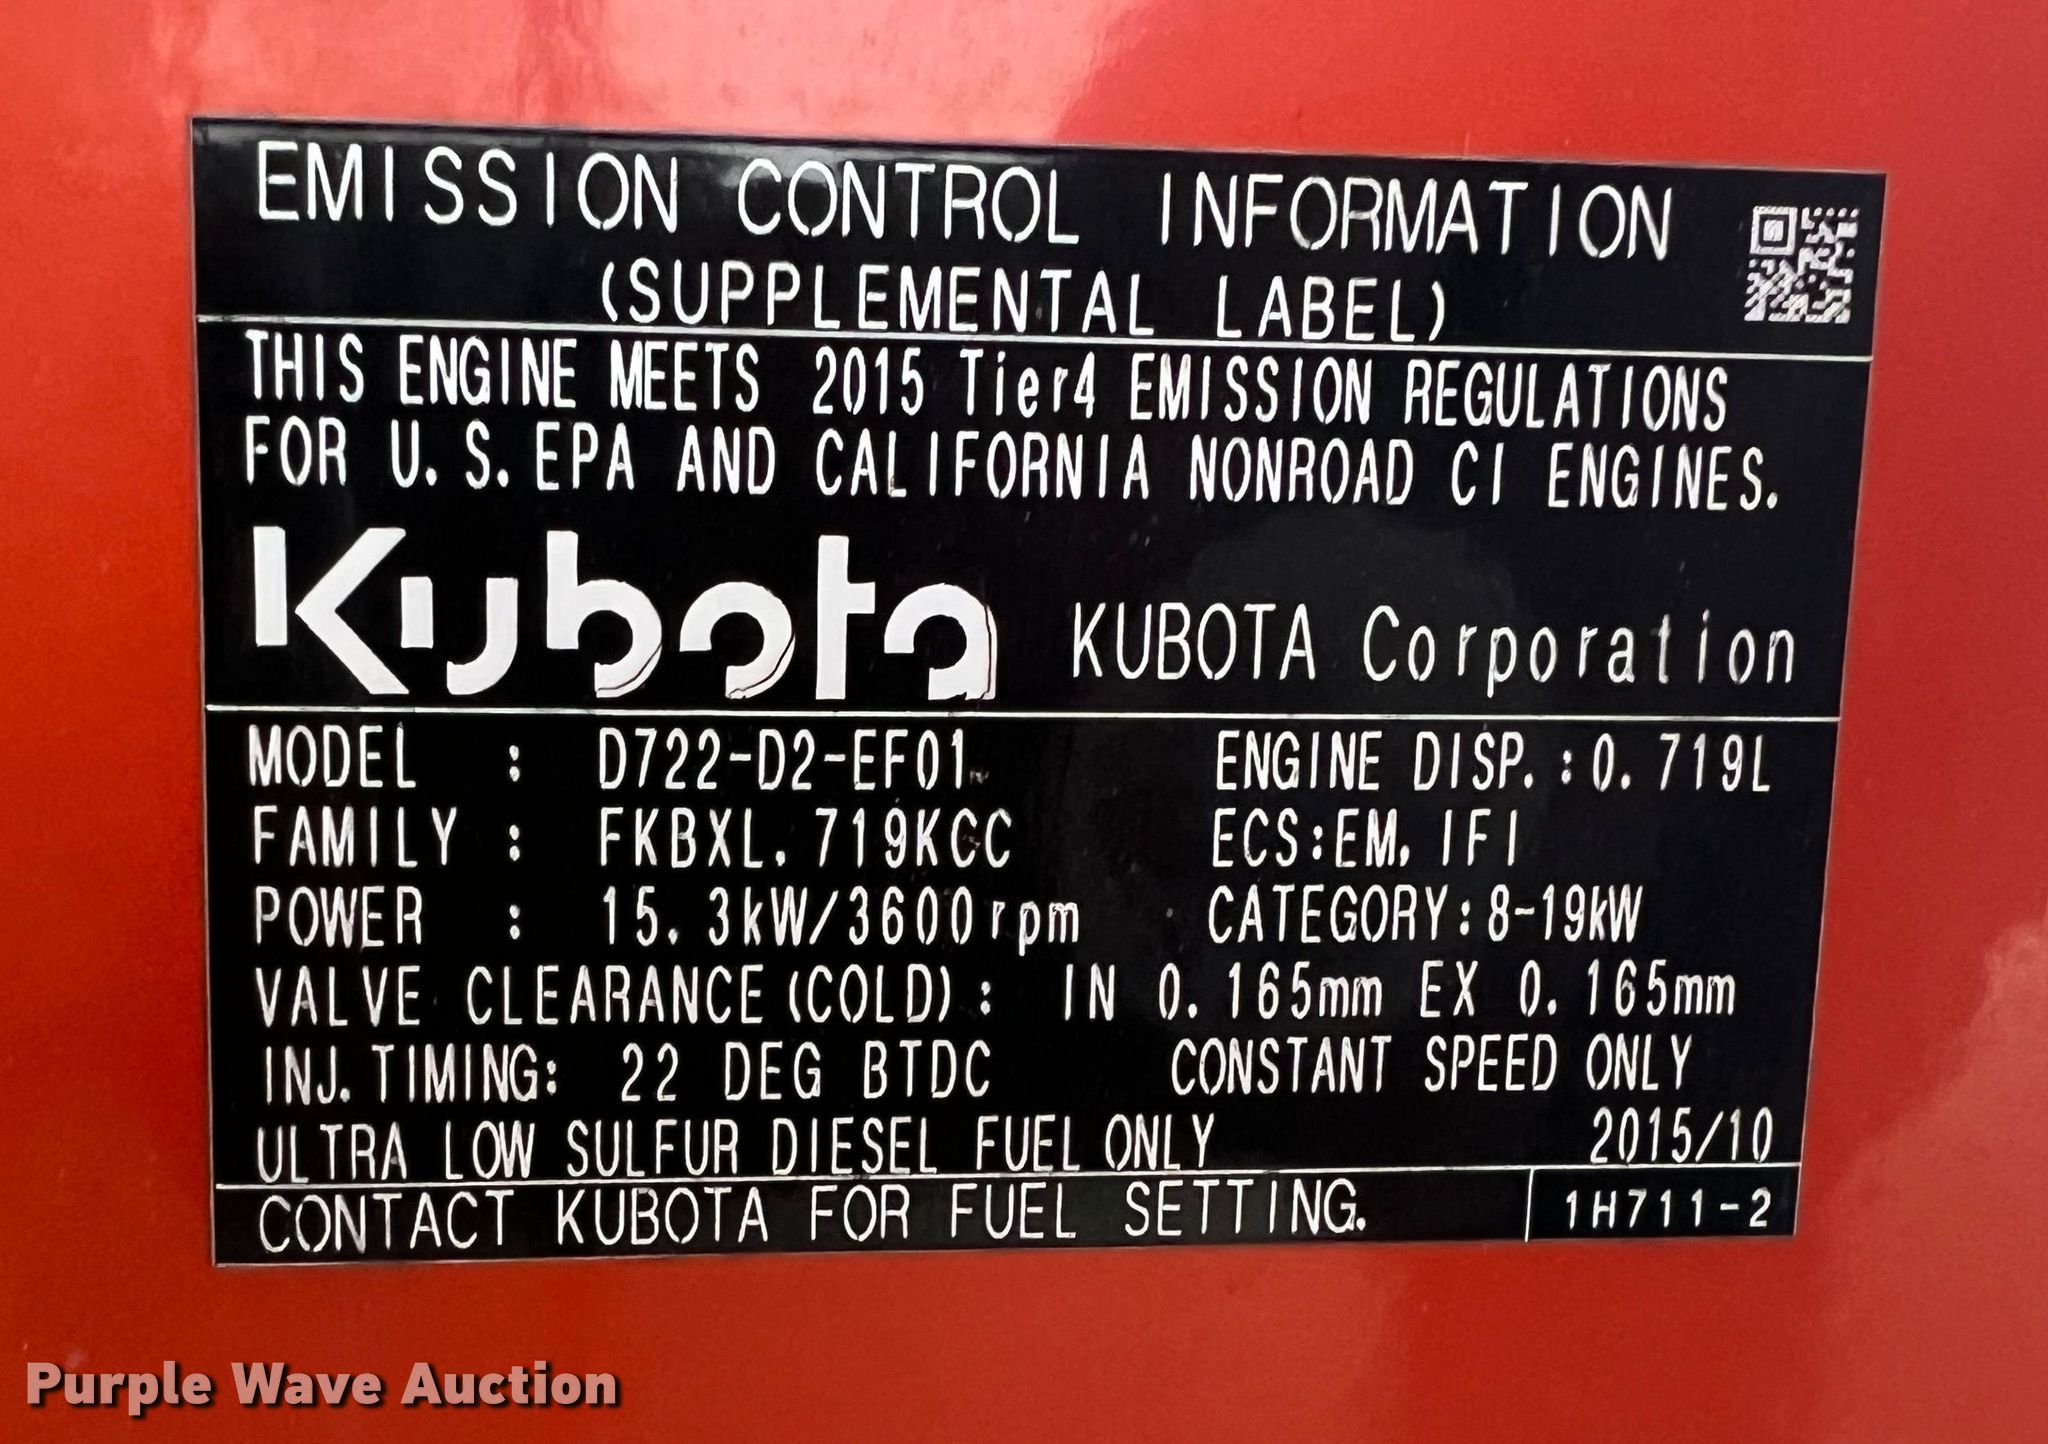 EMISSION CONTROL INFORMATION
(SUPPLEMENTAL LABEL)
THIS ENGINE MEETS 2015 Tier4 EMISSION REGULATIONS
FOR U.S.EPA AND CALIFORNIA NONROAD CI ENGINES.
Kubota KUBOTA Corporation
MODEL : D722-D2-EF01 ENGINE DISP.:0.719L
FAMILY : FKBXL.719KCC ECS:EM, IFI
POWER : 15.3kW/3600rpm CATEGORY:8-19kW
VALVE CLEARANCE(COLD): IN 0.165mm EX 0.165mm
INJ.TIMING: 22 DEG BTDC CONSTANT SPEED ONLY
ULTRA LOW SULFUR DIESEL FUEL ONLY 2015/10
CONTACT KUBOTA FOR FUEL SETTING. 1H711-2
Purple Wave Auction